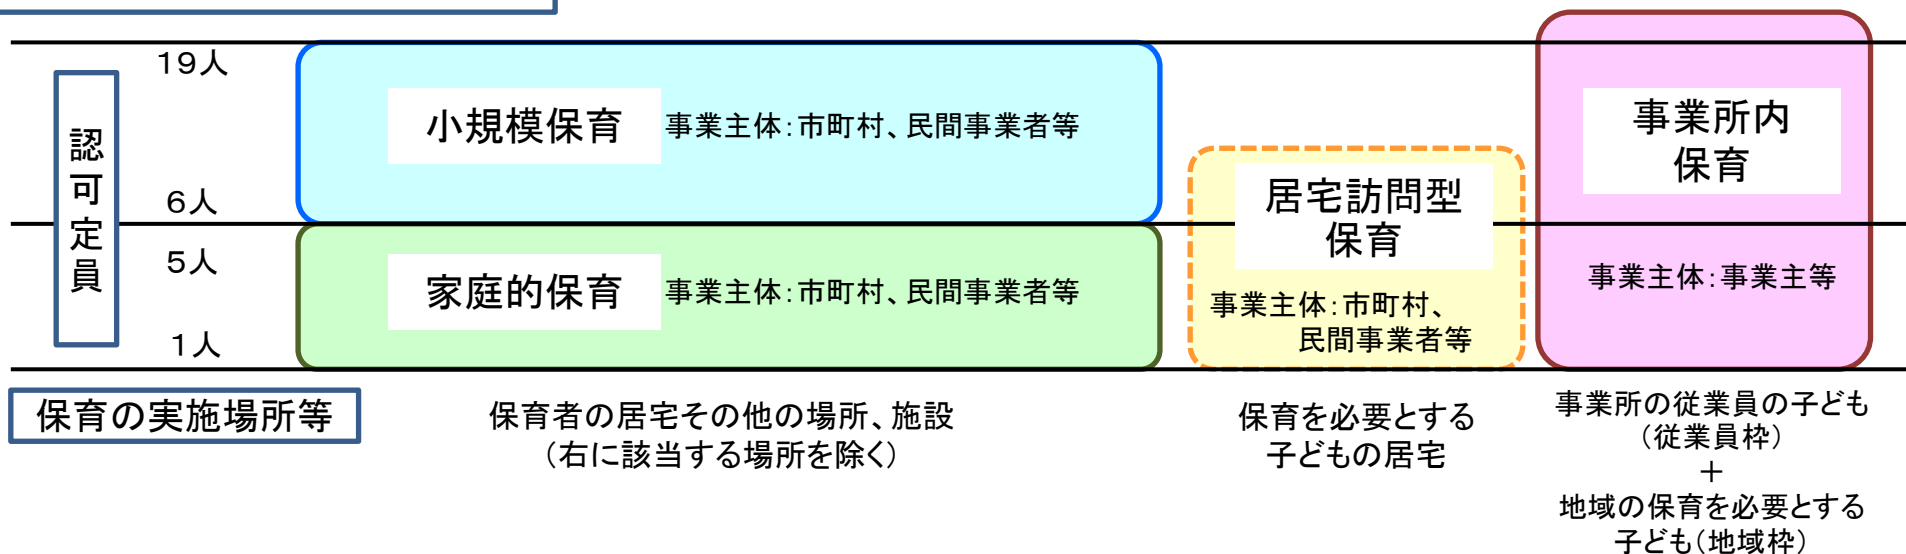 認可定員
19人
6人
5人
1人
小規模保育
事業主体：市町村、民間事業者等
家庭的保育
事業主体：市町村、民間事業者等
居宅訪問型
保育
事業主体：市町村、
民間事業者等
事業所内
保育
事業主体：事業主等
保育の実施場所等
保育者の居宅その他の場所、施設
（右に該当する場所を除く）
保育を必要とする
子どもの居宅
事業所の従業員の子ども
（従業員枠）
＋
地域の保育を必要とする
子ども（地域枠）